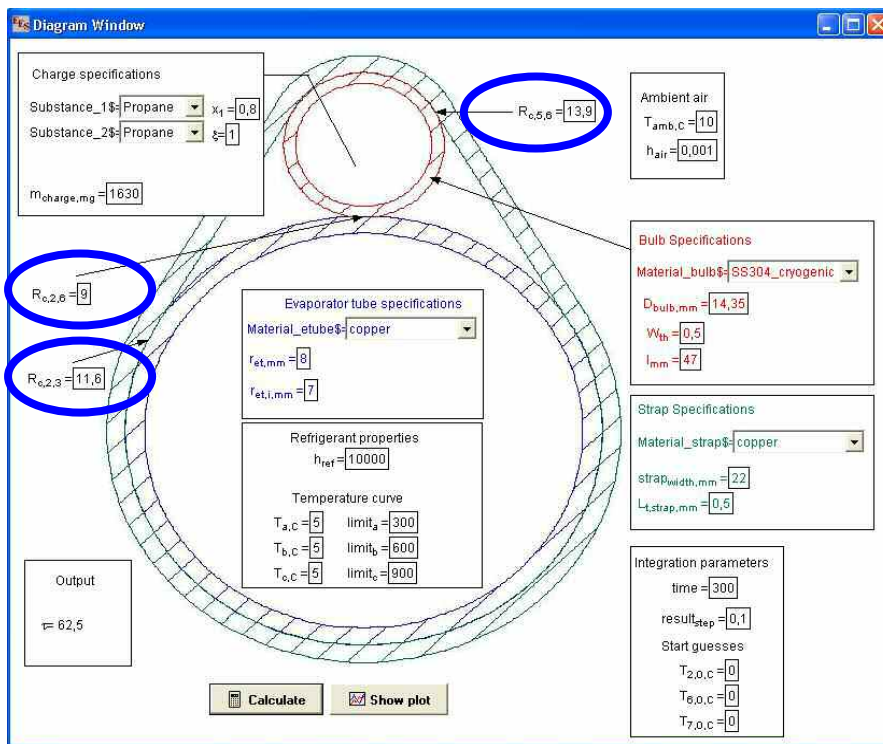 EES Diagram Window
Charge specifications
Substance_1$= Propane x1 = 0,8
Substance_2$= Propane ξ= 1
mcharge,mg = 1630
Rc,5,6 = 13,9
Ambient air
Tamb,C = 10
hair = 0,001
Bulb Specifications
Material_bulb$= SS304_cryogenic
Dbulb,mm = 14,35
Wth = 0,5
lmm = 47
Rc,2,6 = 9
Rc,2,3 = 11,6
Evaporator tube specifications
Material_etube$= copper
ret,mm = 8
ret,i,mm = 7
Refrigerant properties
href = 10000
Temperature curve
Ta,C = 5 limita = 300
Tb,C = 5 limitb = 600
Tc,C = 5 limitc = 900
Strap Specifications
Material_strap$= copper
strapwidth,mm = 22
Lt,strap,mm = 0,5
Output
τ= 62,5
Integration parameters
time = 300
resultstep = 0,1
Start guesses
T2,0,C = 0
T6,0,C = 0
T7,0,C = 0
Calculate
Show plot